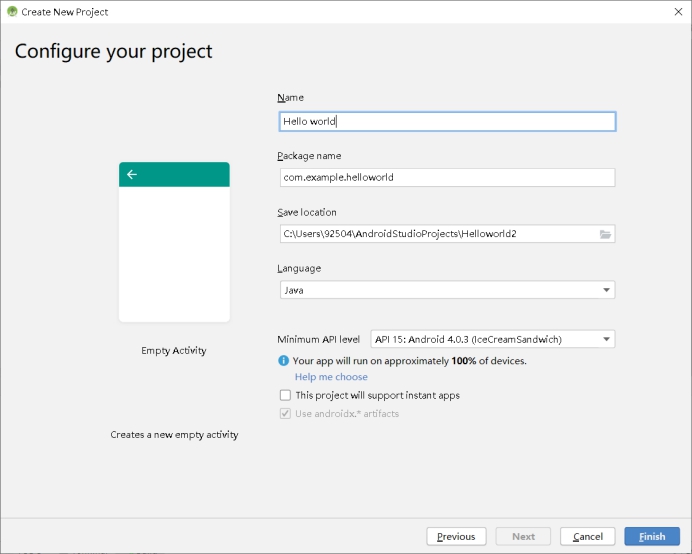 Create New Project
Configure your project
Name
Hello world
Package name
com.example.helloworld
Save location
C:\Users\92504\AndroidStudioProjects\Helloworld2
Language
Java
Minimum API level
API 15: Android 4.0.3 (IceCreamSandwich)
Empty Activity
Your app will run on approximately 100% of devices.
Help me choose
This project will support instant apps
Use androidx.* artifacts
Creates a new empty activity
Previous
Next
Cancel
Finish